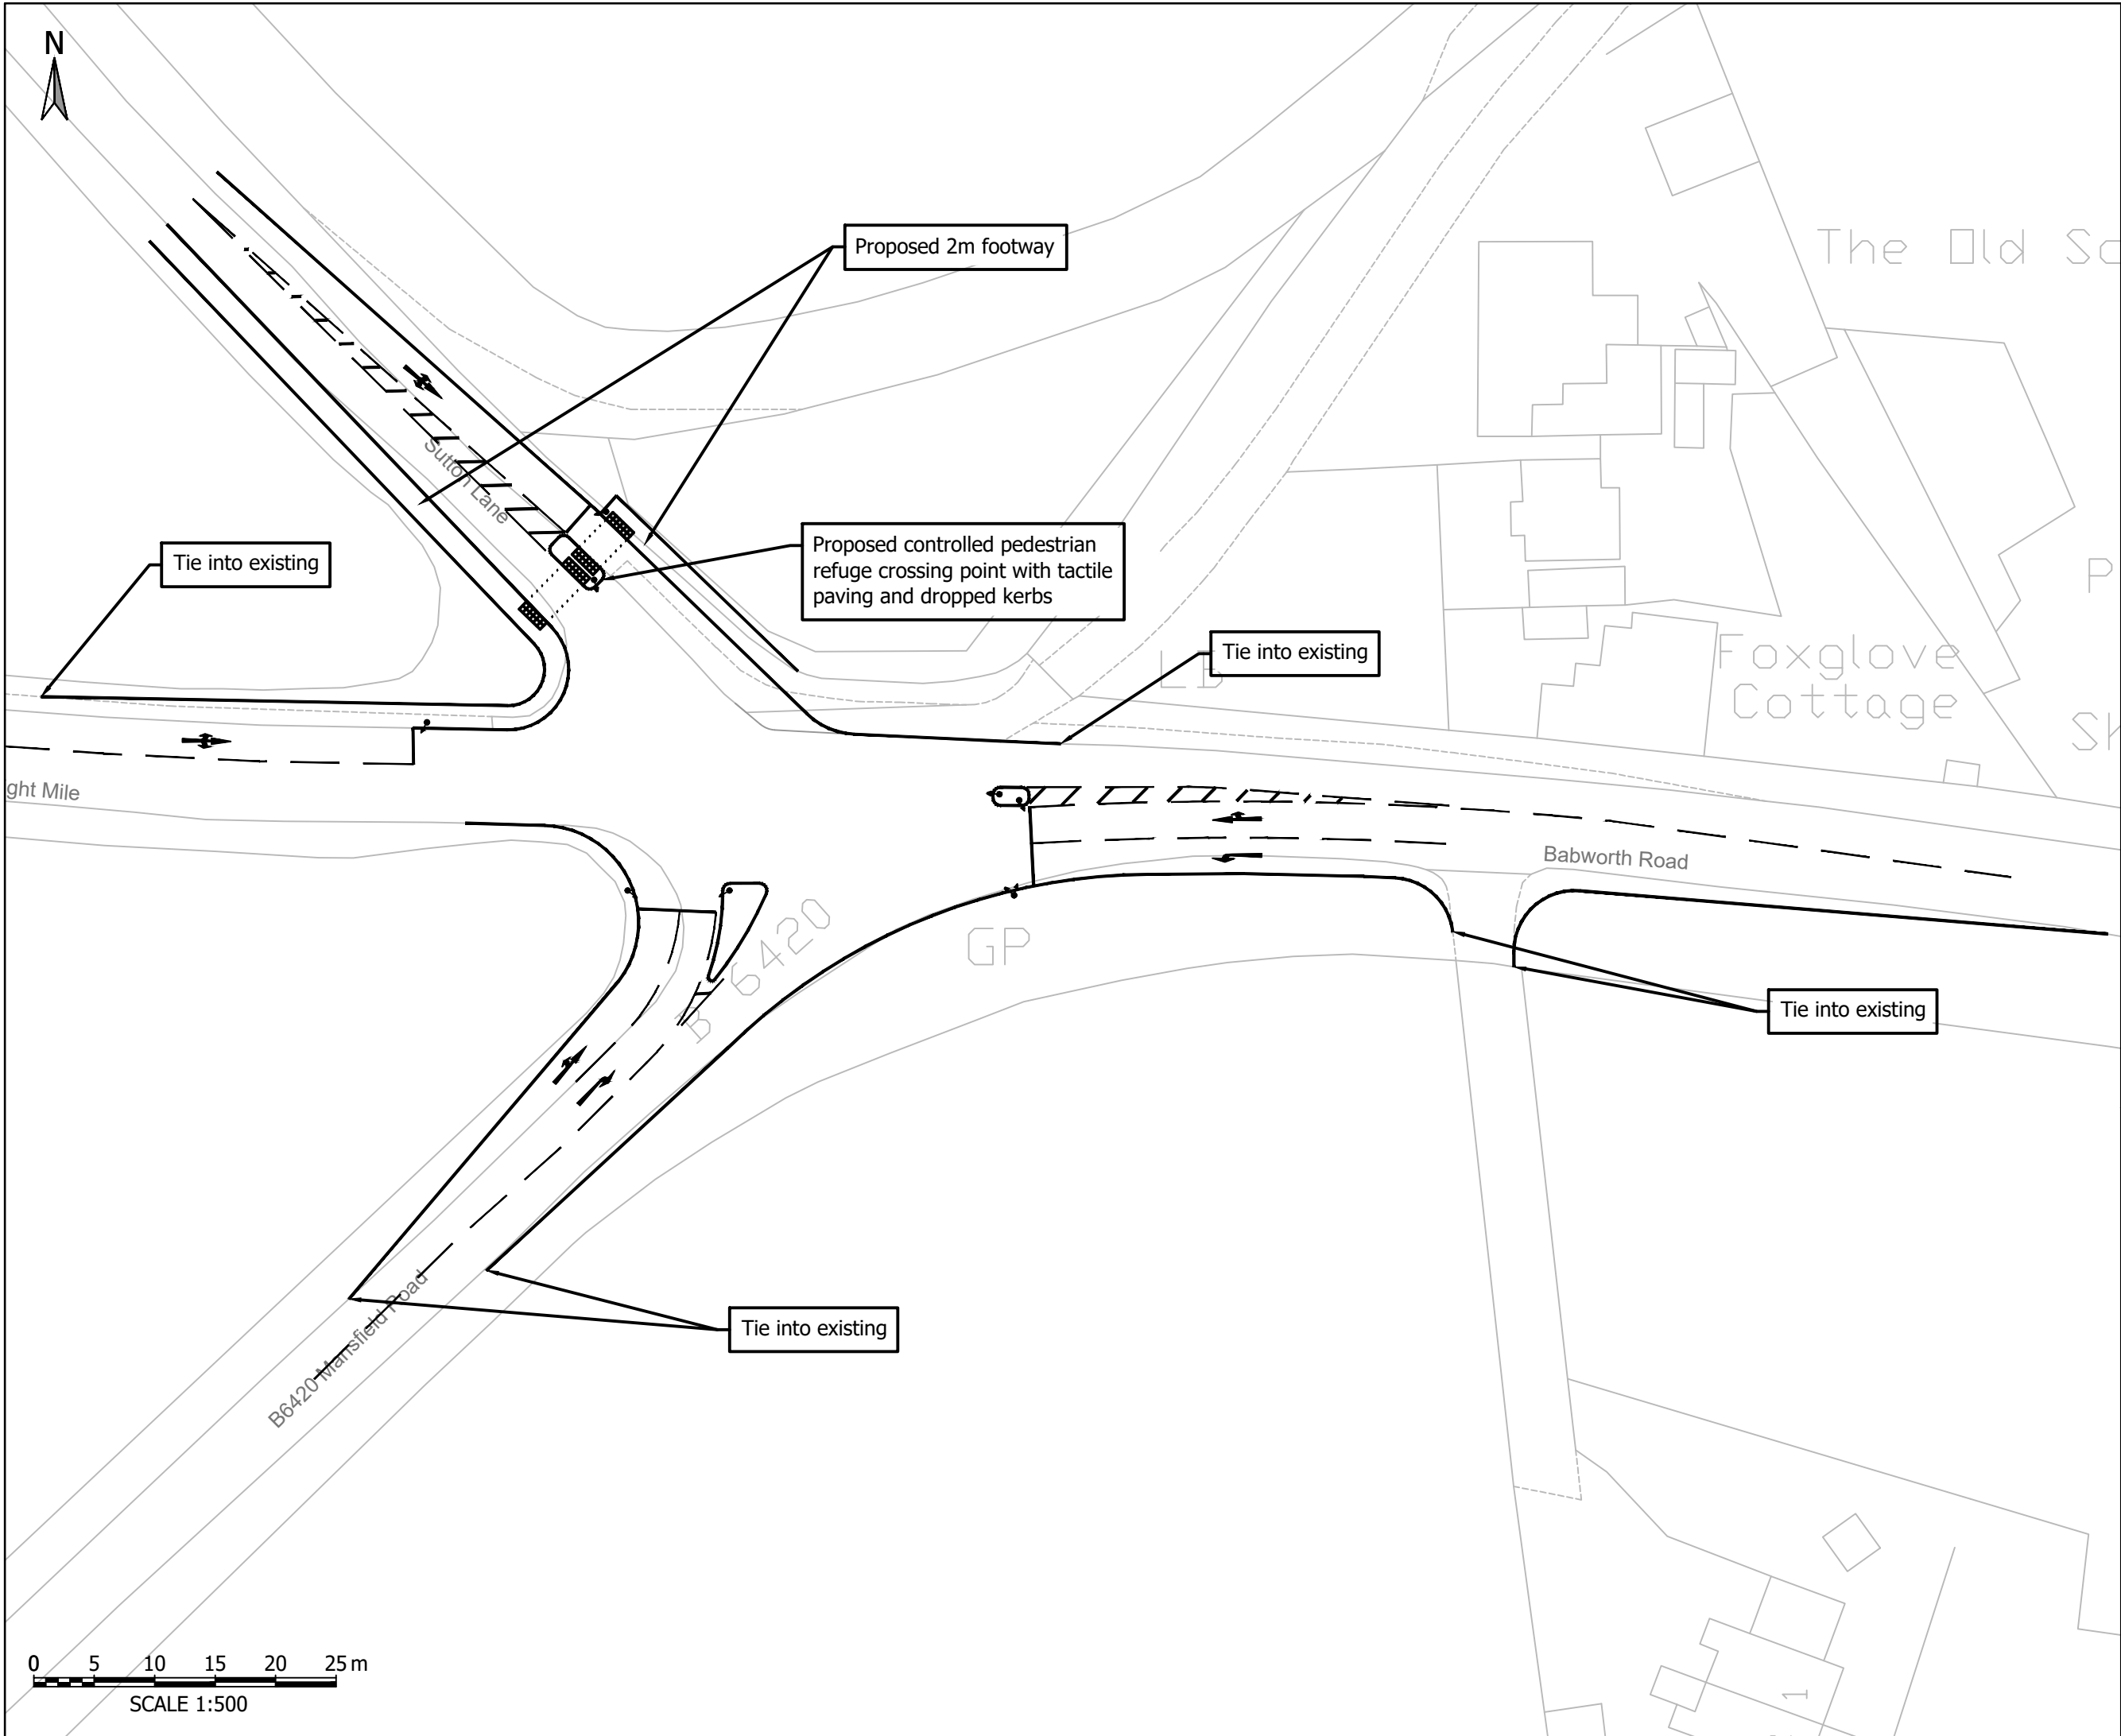 N
Proposed 2m footway
The Old Sc
Sutton Lane
Proposed controlled pedestrian
refuge crossing point with tactile
paving and dropped kerbs
Tie into existing
P
Tie into existing
LB
Foxglove
Cottage
Sk
ght Mile
Babworth Road
B 6420
GP
Tie into existing
Tie into existing
B6420 Mansfield Road
0 5 10 15 20 25 m
SCALE 1:500
1